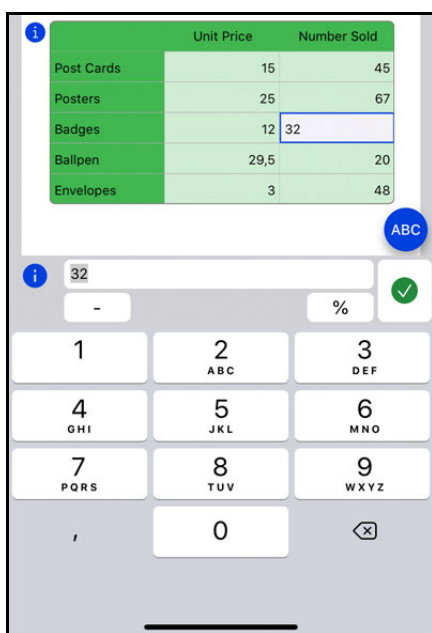 i
Unit Price Number Sold
Post Cards 15 45
Posters 25 67
Badges 12 32
Ballpen 29,5 20
Envelopes 3 48
ABC
i 32
- %
1 2 3
ABC DEF
4 5 6
GHI JKL MNO
7 8 9
PQRS TUV WXYZ
, 0